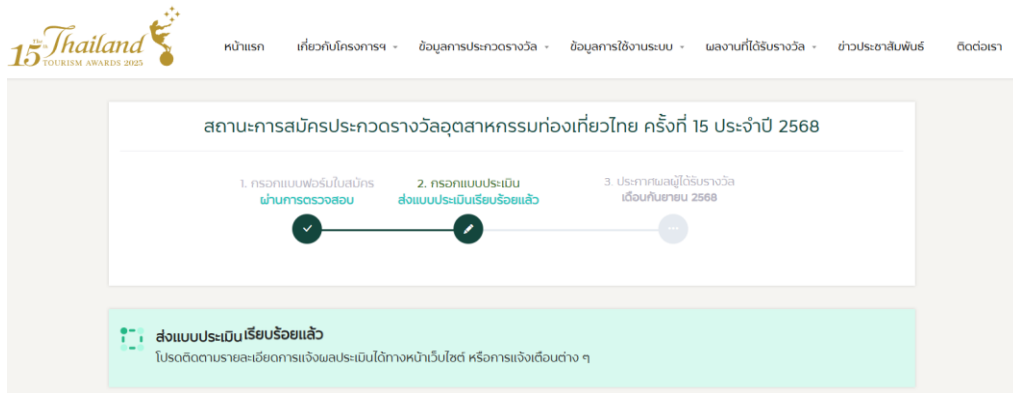 The
15th Thailand
TOURISM AWARDS 2025
หน้าแรก เกี่ยวกับโครงการฯ ข้อมูลการประกวดรางวัล ข้อมูลการใช้งานระบบ ผลงานที่ได้รับรางวัล ข่าวประชาสัมพันธ์ ติดต่อเรา
สถานะการสมัครประกวดรางวัลอุตสาหกรรมท่องเที่ยวไทย ครั้งที่ 15 ประจำปี 2568
1. กรอกแบบฟอร์มใบสมัคร
ผ่านการตรวจสอบ
2. กรอกแบบประเมิน
ส่งแบบประเมินเรียบร้อยแล้ว
3. ประกาศผลผู้ได้รับรางวัล
เดือนกันยายน 2568
ส่งแบบประเมินเรียบร้อยแล้ว
โปรดติดตามรายละเอียดการแจ้งผลประเมินได้ทางหน้าเว็บไซต์ หรือการแจ้งเตือนต่าง ๆ